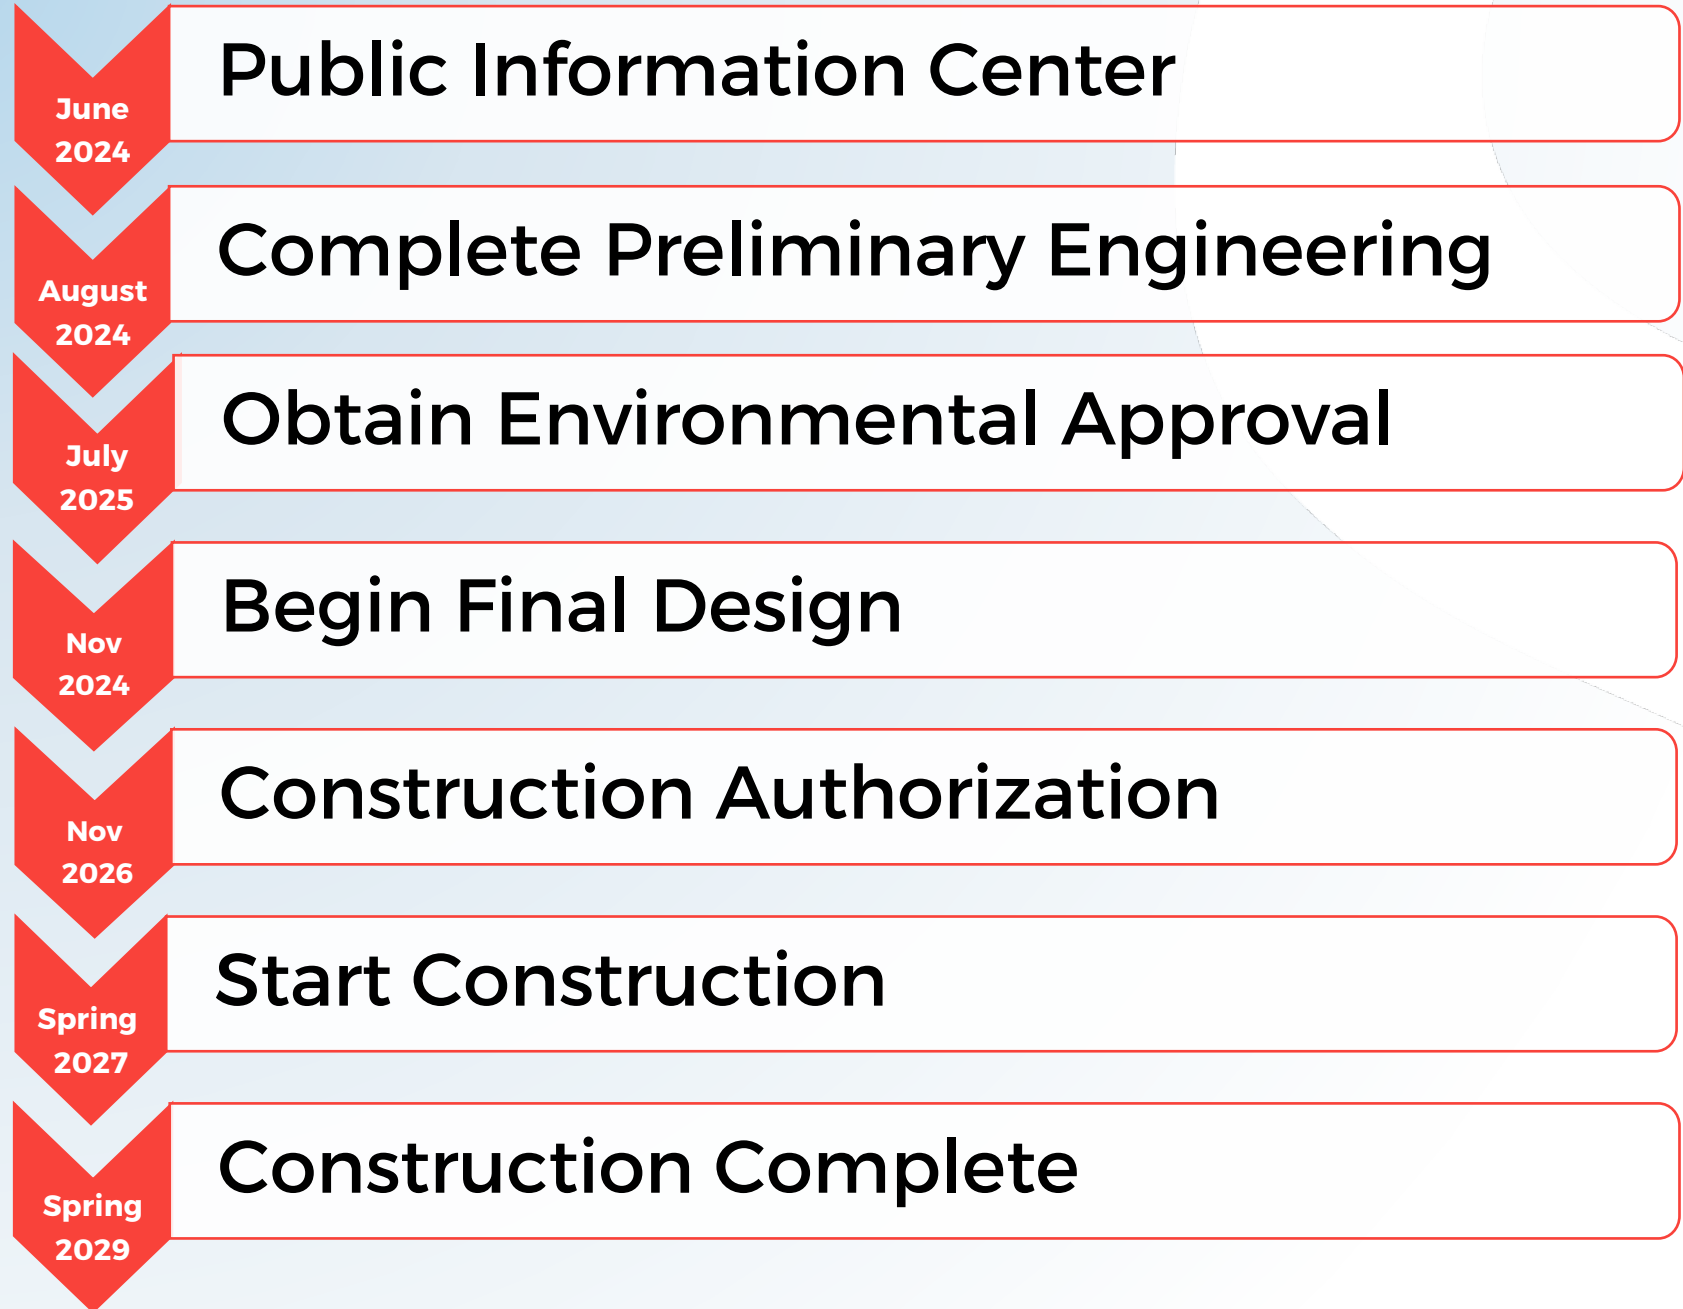 June
2024
Public Information Center
August
2024
Complete Preliminary Engineering
July
2025
Obtain Environmental Approval
Nov
2024
Begin Final Design
Nov
2026
Construction Authorization
Spring
2027
Start Construction
Spring
2029
Construction Complete